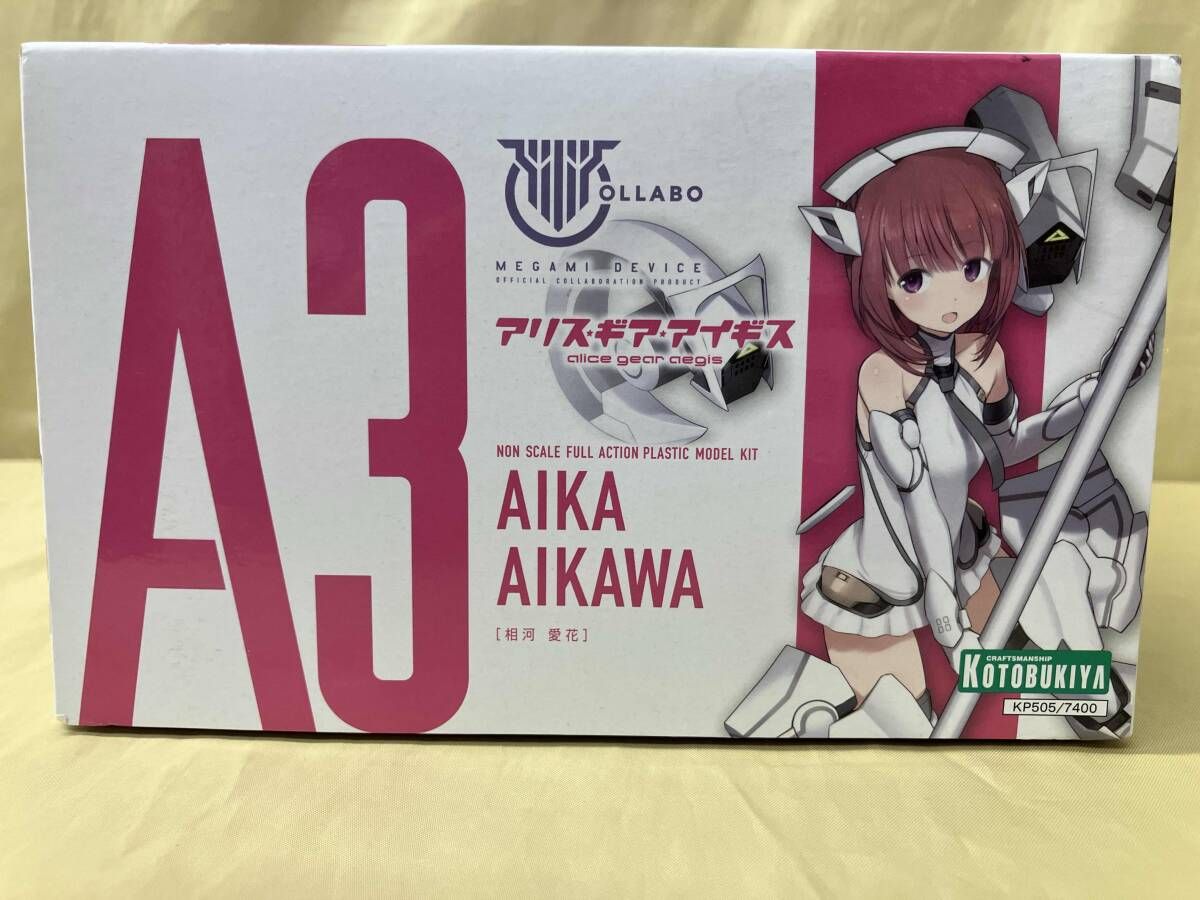 A3
OLLABO
MEGAMI DEVICE
OFFICIAL COLLABORATION PRODUCT
アリス★ギア★アイギス
alice gear aegis
NON SCALE FULL ACTION PLASTIC MODEL KIT
AIKA
AIKAWA
[相河 愛花]
CRAFTSMANSHIP
KOTOBUKIYA
KP505/7400